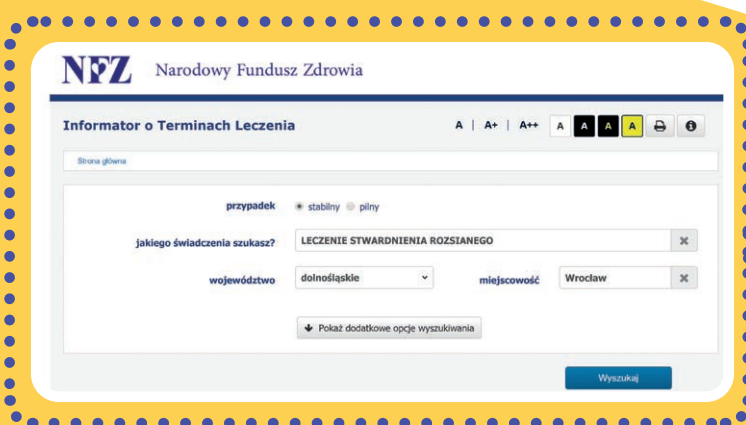 NFZ Narodowy Fundusz Zdrowia
Informator o Terminach Leczenia A | A+ | A++ A A A A
Strona główna
przypadek stabilny pilny
jakiego świadczenia szukasz? LECZENIE STWARDNIENIA ROZSIANEGO
województwo dolnośląskie miejscowość Wrocław
Pokaż dodatkowe opcje wyszukiwania
Wyszukaj